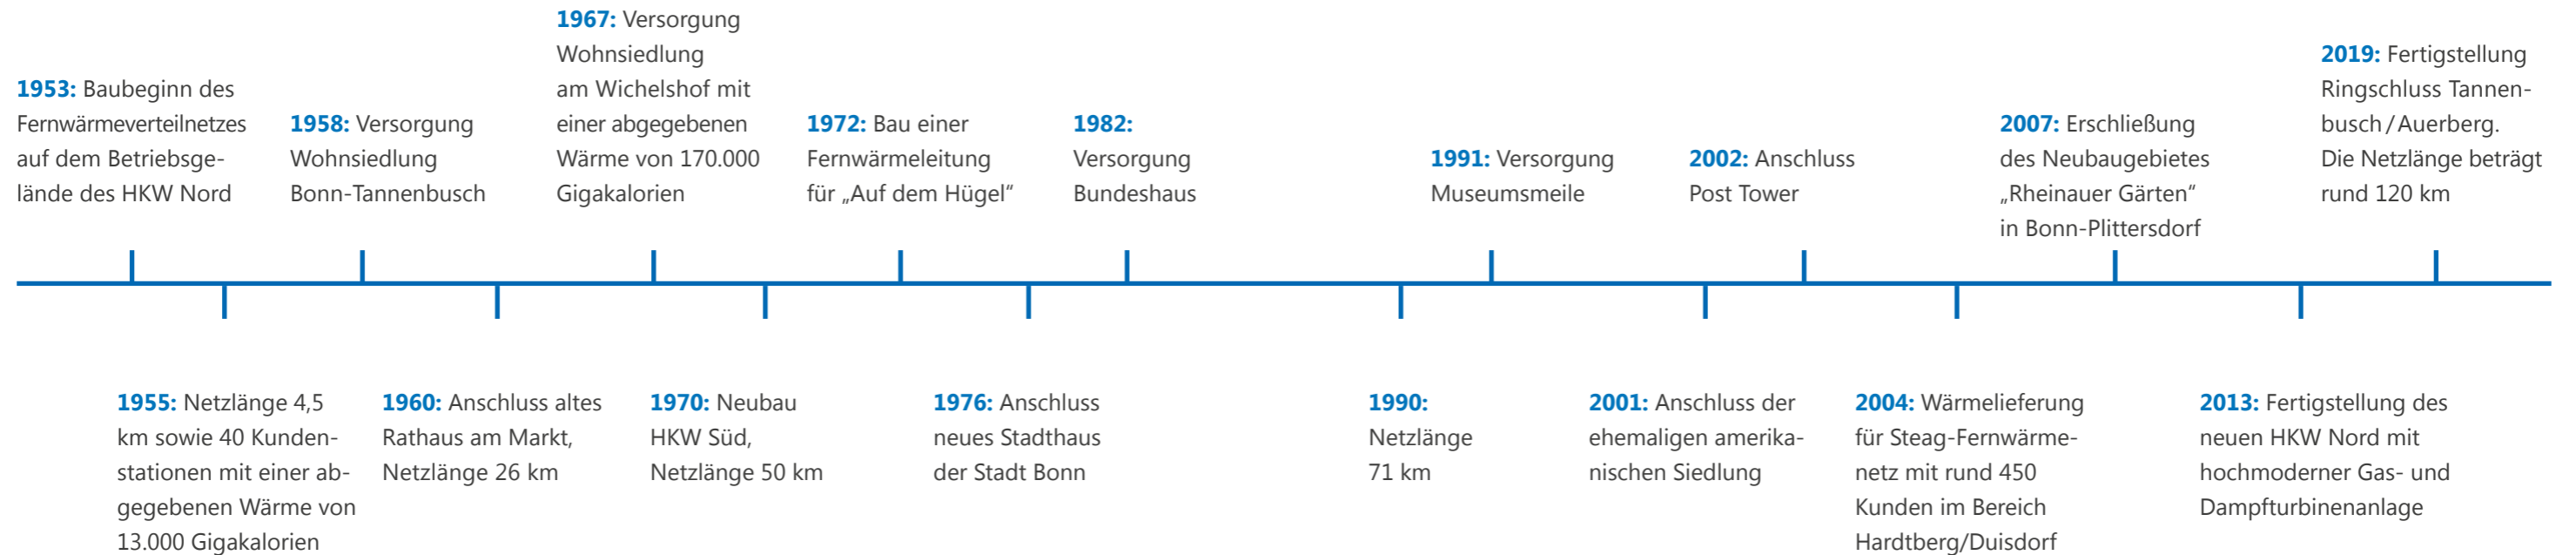 1953: Baubeginn des
Fernwärmeverteilnetzes
auf dem Betriebsge-
lände des HKW Nord
1955: Netzlänge 4,5
km sowie 40 Kunden-
stationen mit einer ab-
gegebenen Wärme von
13.000 Gigakalorien
1958: Versorgung
Wohnsiedlung
Bonn-Tannenbusch
1960: Anschluss altes
Rathaus am Markt,
Netzlänge 26 km
1967: Versorgung
Wohnsiedlung
am Wichelshof mit
einer abgegebenen
Wärme von 170.000
Gigakalorien
1970: Neubau
HKW Süd,
Netzlänge 50 km
1972: Bau einer
Fernwärmeleitung
für „Auf dem Hügel“
1976: Anschluss
neues Stadthaus
der Stadt Bonn
1982:
Versorgung
Bundeshaus
1990:
Netzlänge
71 km
1991: Versorgung
Museumsmeile
2001: Anschluss der
ehemaligen amerika-
nischen Siedlung
2002: Anschluss
Post Tower
2004: Wärmelieferung
für Steag-Fernwärme-
netz mit rund 450
Kunden im Bereich
Hardtberg/Duisdorf
2007: Erschließung
des Neubaugebietes
„Rheinauer Gärten“
in Bonn-Plittersdorf
2013: Fertigstellung des
neuen HKW Nord mit
hochmoderner Gas- und
Dampfturbinenanlage
2019: Fertigstellung
Ringschluss Tannen-
busch / Auerberg.
Die Netzlänge beträgt
rund 120 km